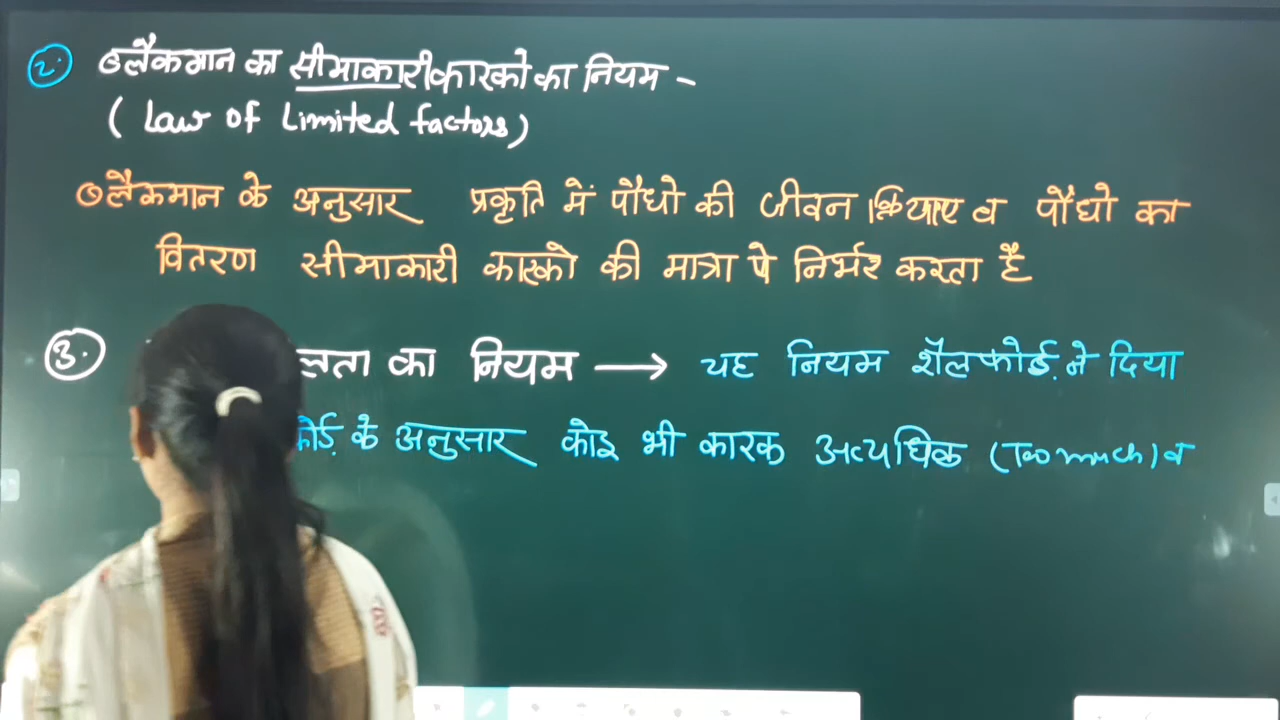 2. ब्लैकमान का सीमाकारी कारको का नियम -
( Law of Limited factors )
ब्लैकमान के अनुसार प्रकृति में पौधो की जीवन क्रियाए व पौधो का
वितरण सीमाकारी कारको की मात्रा पे निर्भर करता है
3. लता का नियम → यह नियम शैलफोर्ड ने दिया
फोर्ड के अनुसार कोइ भी कारक अत्यधिक (Too much) व